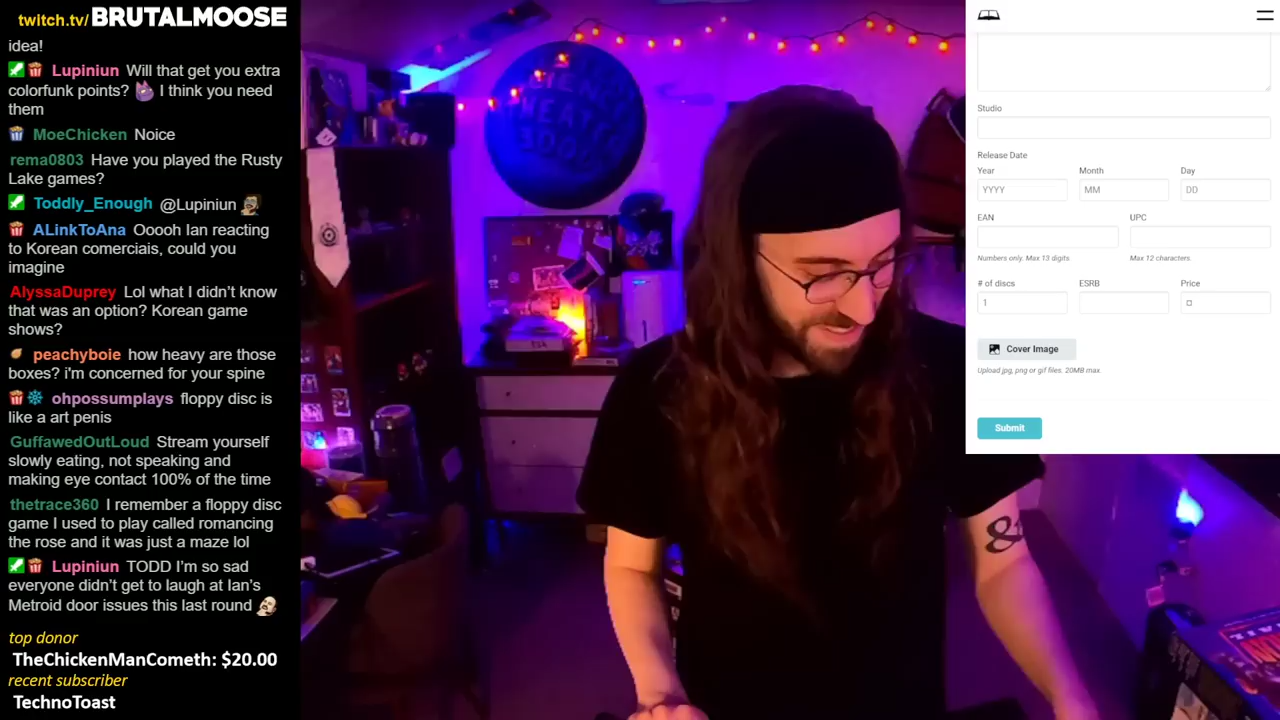 twitch.tv/BRUTALMOOSE
idea!
Lupiniun Will that get you extra
colorfunk points? I think you need
them
MoeChicken Noice
rema0803 Have you played the Rusty
Lake games?
Toddly_Enough @Lupiniun
ALinkToAna Ooooh Ian reacting
to Korean comerciais, could you
imagine
AlyssaDuprey Lol what I didn't know
that was an option? Korean game
shows?
peachyboie how heavy are those
boxes? i'm concerned for your spine
ohpossumplays floppy disc is
like a art penis
GuffawedOutLoud Stream yourself
slowly eating, not speaking and
making eye contact 100% of the time
thetrace360 I remember a floppy disc
game I used to play called romancing
the rose and it was just a maze lol
Lupiniun TODD I'm so sad
everyone didn't get to laugh at Ian's
Metroid door issues this last round
top donor
TheChickenManCometh: $20.00
recent subscriber
TechnoToast
Studio
Release Date
Year Month Day
YYYY MM DD
EAN UPC
Numbers only. Max 13 digits. Max 12 characters.
# of discs ESRB Price
1 ¤
Cover Image
Upload jpg, png or gif files. 20MB max.
Submit
&